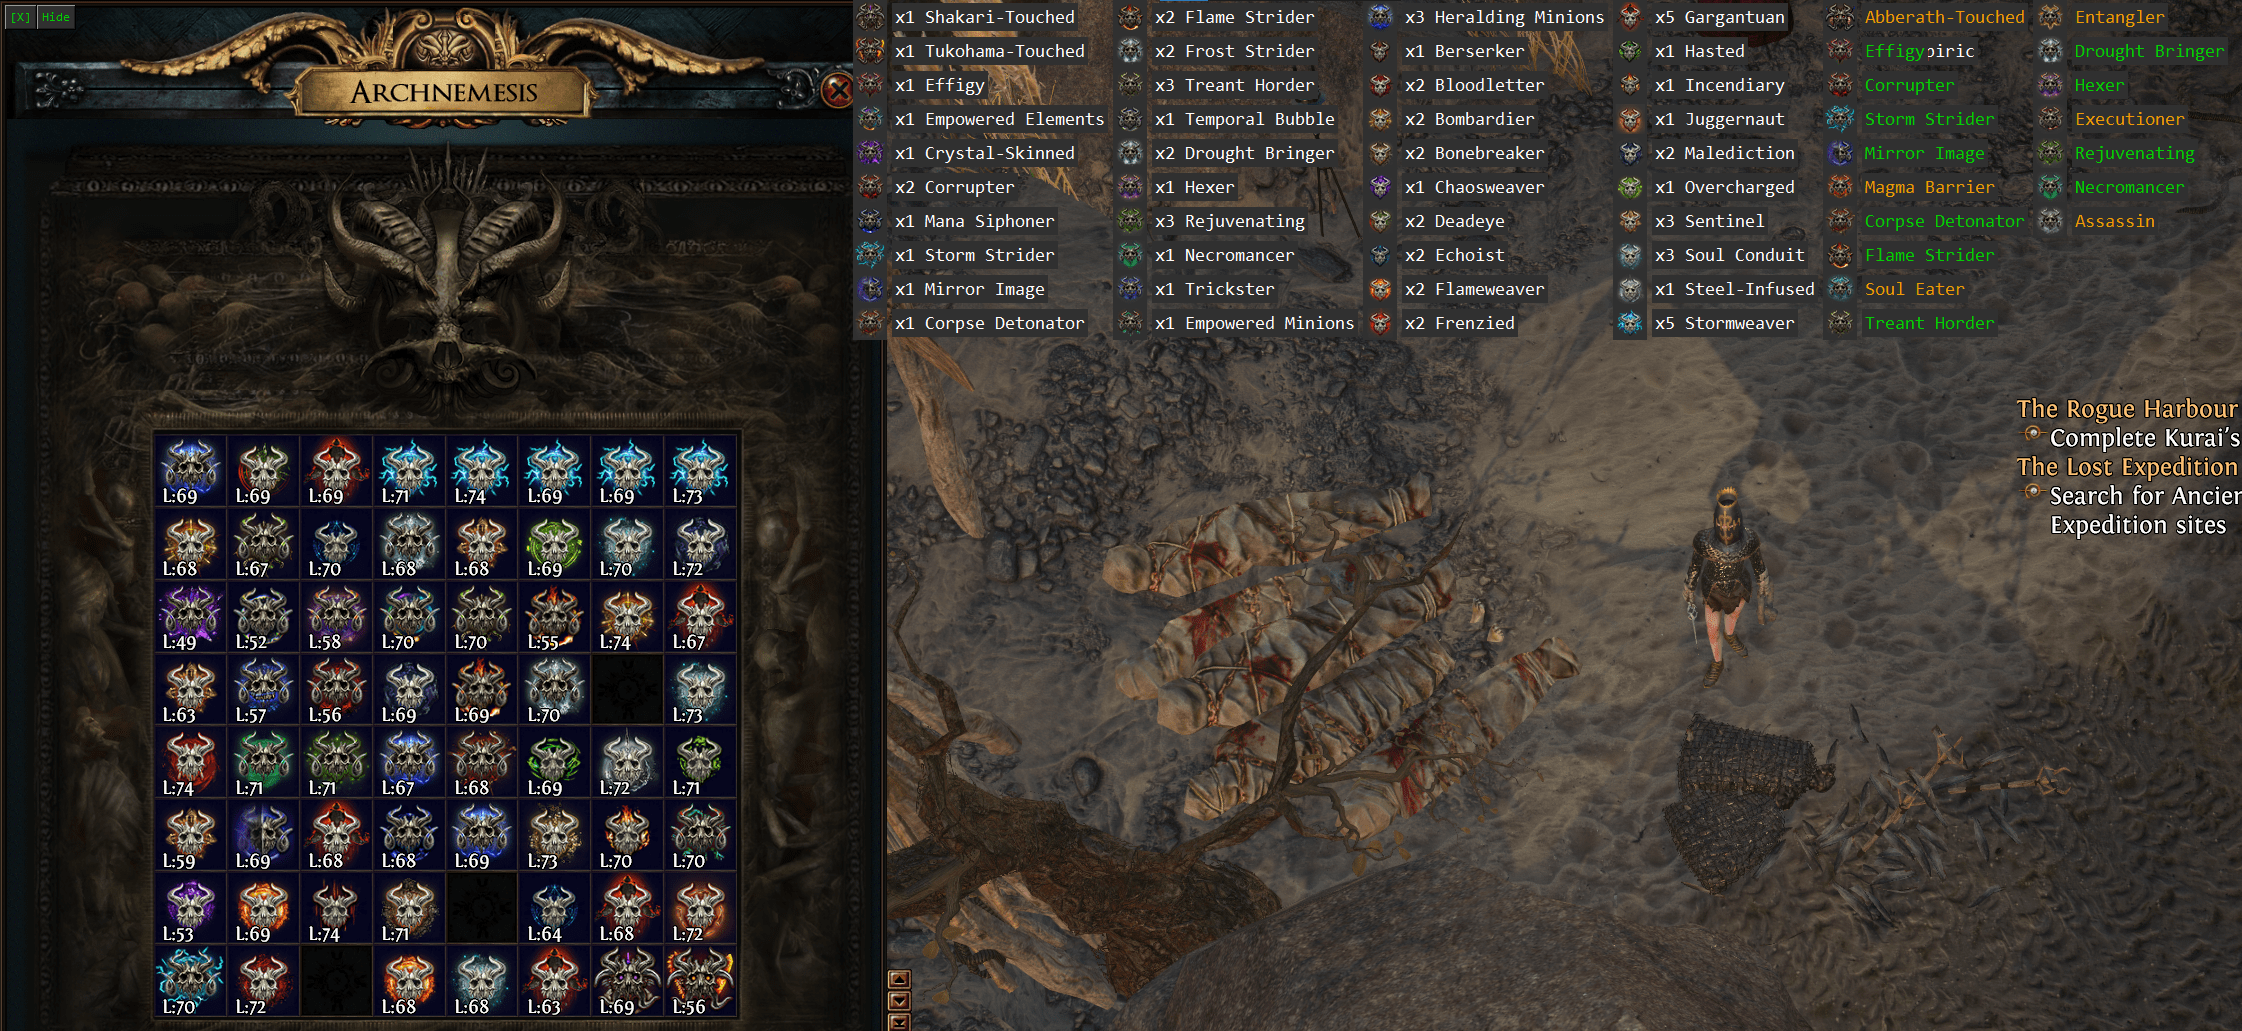 [X] Hide
ARCHNEMESIS
x1 Shakari-Touched
x1 Tukohama-Touched
x1 Effigy
x1 Empowered Elements
x1 Crystal-Skinned
x2 Corrupter
x1 Mana Siphoner
x1 Storm Strider
x1 Mirror Image
x1 Corpse Detonator
x2 Flame Strider
x2 Frost Strider
x3 Treant Horder
x1 Temporal Bubble
x2 Drought Bringer
x1 Hexer
x3 Rejuvenating
x1 Necromancer
x1 Trickster
x1 Empowered Minions
x3 Heralding Minions
x1 Berserker
x2 Bloodletter
x2 Bombardier
x2 Bonebreaker
x1 Chaosweaver
x2 Deadeye
x2 Echoist
x2 Flameweaver
x2 Frenzied
x5 Gargantuan
x1 Hasted
x1 Incendiary
x1 Juggernaut
x2 Malediction
x1 Overcharged
x3 Sentinel
x3 Soul Conduit
x1 Steel-Infused
x5 Stormweaver
Abberath-Touched
Effigy
Corrupter
Storm Strider
Mirror Image
Magma Barrier
Corpse Detonator
Flame Strider
Soul Eater
Treant Horder
Entangler
Drought Bringer
Hexer
Executioner
Rejuvenating
Necromancer
Assassin
The Rogue Harbour
Complete Kurai's
The Lost Expedition
Search for Ancien
Expedition sites
L:69 L:69 L:69 L:71 L:74 L:69 L:69 L:73
L:68 L:67 L:70 L:68 L:68 L:69 L:70 L:72
L:49 L:52 L:58 L:70 L:70 L:55 L:74 L:67
L:63 L:57 L:56 L:69 L:69 L:70 L:73
L:74 L:71 L:71 L:67 L:68 L:69 L:72 L:71
L:59 L:69 L:68 L:68 L:69 L:73 L:70 L:70
L:53 L:69 L:74 L:71 L:64 L:68 L:72
L:70 L:72 L:68 L:68 L:63 L:69 L:56